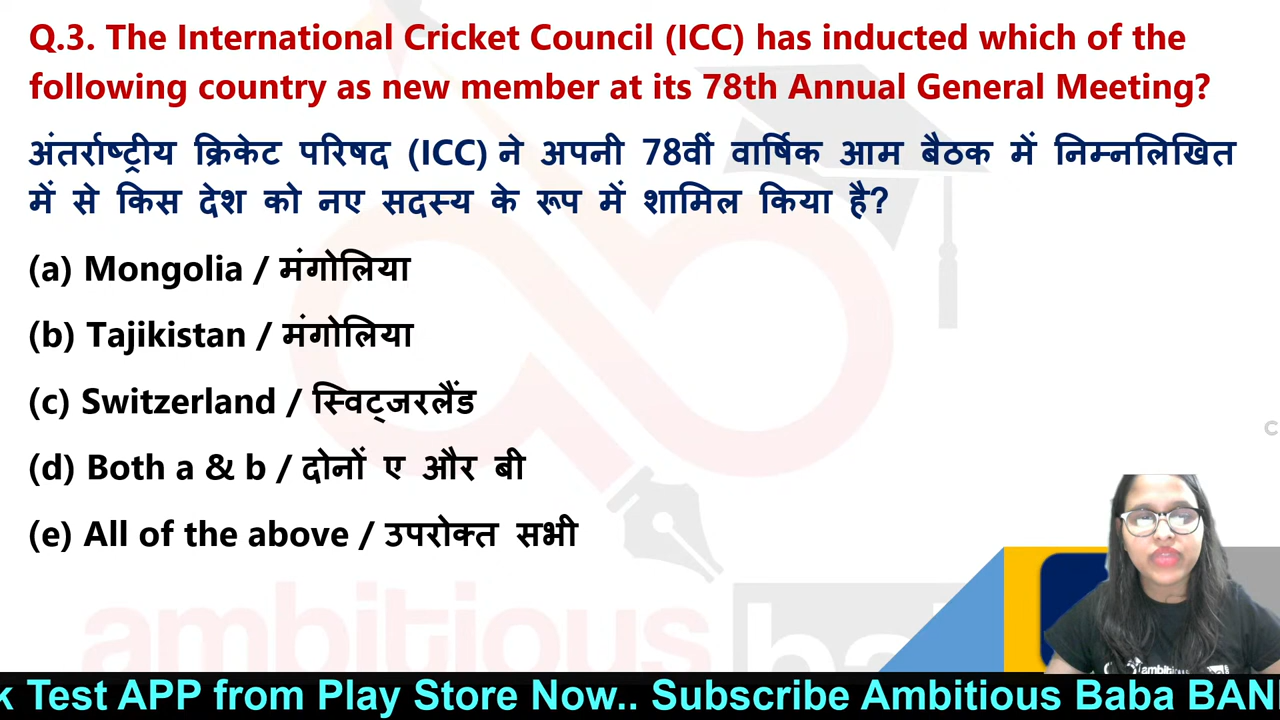 Q.3. The International Cricket Council (ICC) has inducted which of the
following country as new member at its 78th Annual General Meeting?
अंतर्राष्ट्रीय क्रिकेट परिषद (ICC) ने अपनी 78वीं वार्षिक आम बैठक में निम्नलिखित
में से किस देश को नए सदस्य के रूप में शामिल किया है?
(a) Mongolia / मंगोलिया
(b) Tajikistan / मंगोलिया
(c) Switzerland / स्विट्जरलैंड
(d) Both a & b / दोनों ए और बी
(e) All of the above / उपरोक्त सभी
ambitious
k Test APP from Play Store Now.. Subscribe Ambitious Baba BAN